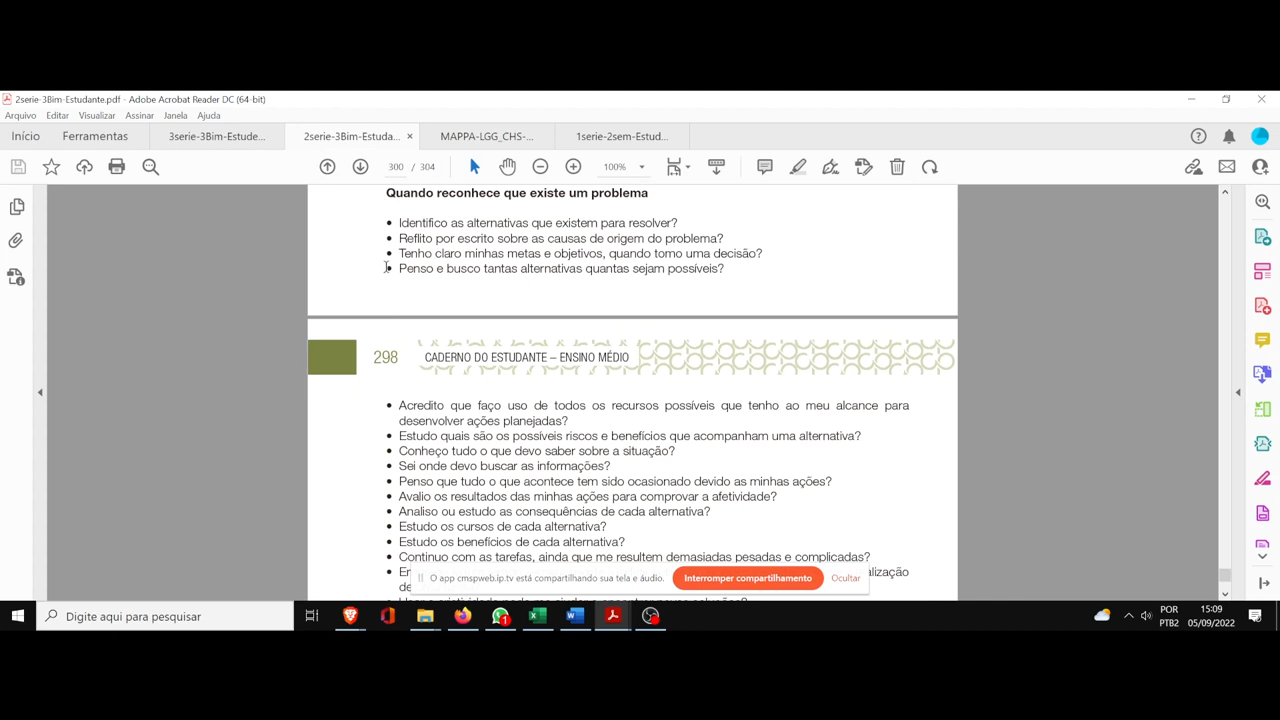 2serie-3Bim-Estudante.pdf - Adobe Acrobat Reader DC (64-bit)
Arquivo Editar Visualizar Assinar Janela Ajuda
Início Ferramentas 3serie-3Bim-Estude... 2serie-3Bim-Estuda... × MAPPA-LGG_CHS-... 1serie-2sem-Estud...
300 / 304 100%
Quando reconhece que existe um problema
• Identifico as alternativas que existem para resolver?
• Reflito por escrito sobre as causas de origem do problema?
• Tenho claro minhas metas e objetivos, quando tomo uma decisão?
• Penso e busco tantas alternativas quantas sejam possíveis?
298 CADERNO DO ESTUDANTE – ENSINO MÉDIO
• Acredito que faço uso de todos os recursos possíveis que tenho ao meu alcance para
desenvolver ações planejadas?
• Estudo quais são os possíveis riscos e benefícios que acompanham uma alternativa?
• Conheço tudo o que devo saber sobre a situação?
• Sei onde devo buscar as informações?
• Penso que tudo o que acontece tem sido ocasionado devido as minhas ações?
• Avalio os resultados das minhas ações para comprovar a afetividade?
• Analiso ou estudo as consequências de cada alternativa?
• Estudo os cursos de cada alternativa?
• Estudo os benefícios de cada alternativa?
• Continuo com as tarefas, ainda que me resultem demasiadas pesadas e complicadas?
O app cmspweb.ip.tv está compartilhando sua tela e áudio. Interromper compartilhamento Ocultar
Digite aqui para pesquisar
1
POR
PTB2
15:09
05/09/2022